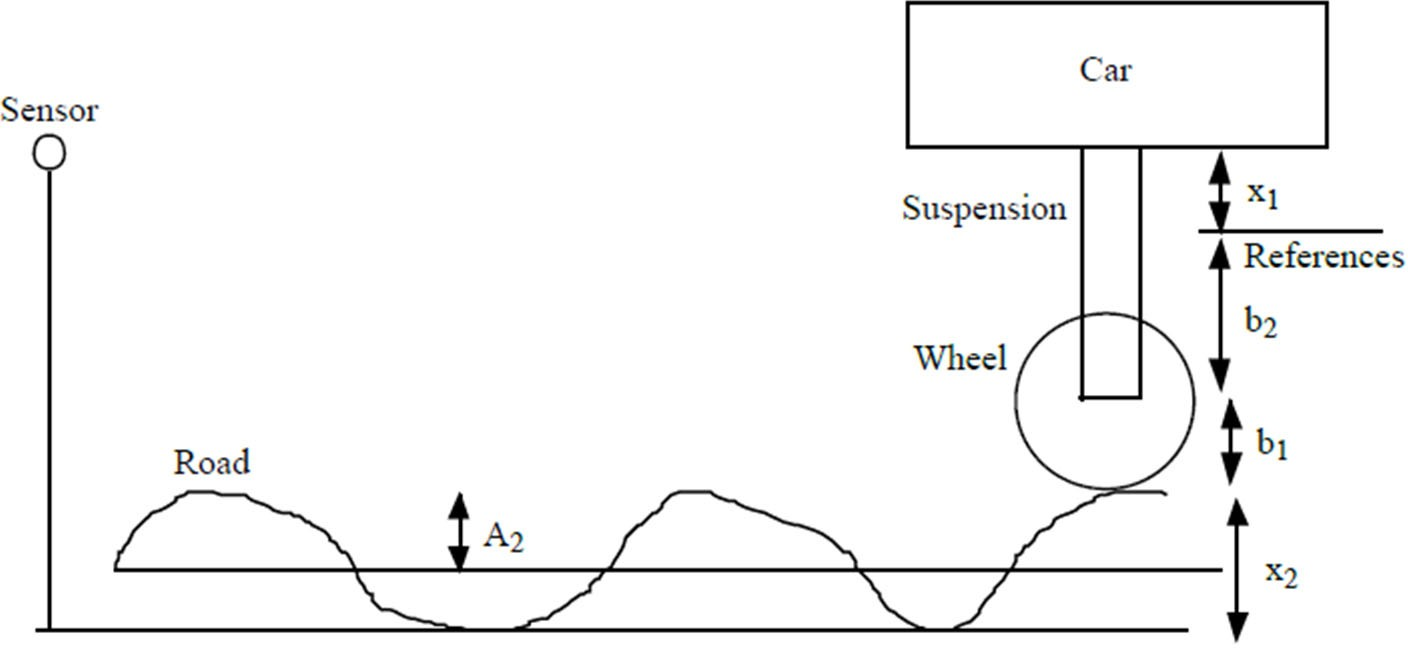 Car
Sensor
x1
Suspension
References
b2
Wheel
b1
Road
A2
x2